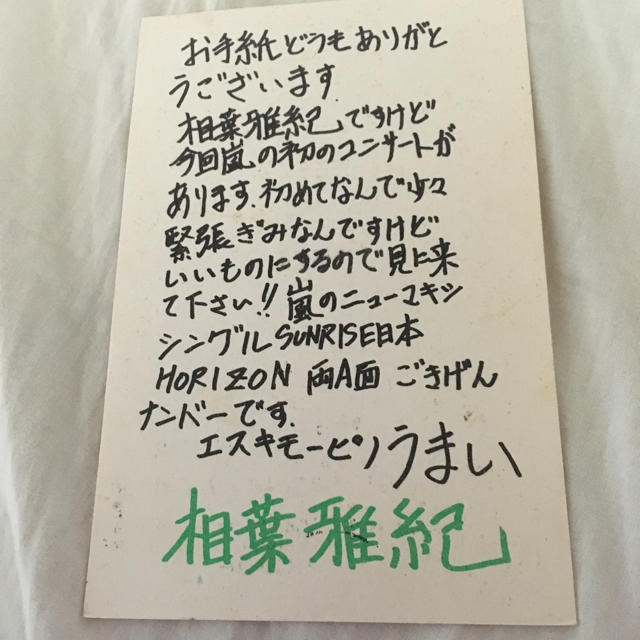 お手紙どうもありがと
うございます.
相葉雅紀ですけど
今回嵐の初のコンサートが
あります.初めてなんで少々
緊張ぎみなんですけど
いいものにするので見に来
て下さい!!嵐のニューマキシ
シングルSUNRISE日本
HORIZON 両A面 ごきげん
ナンバーです.
エスキモーピノうまい
相葉雅紀